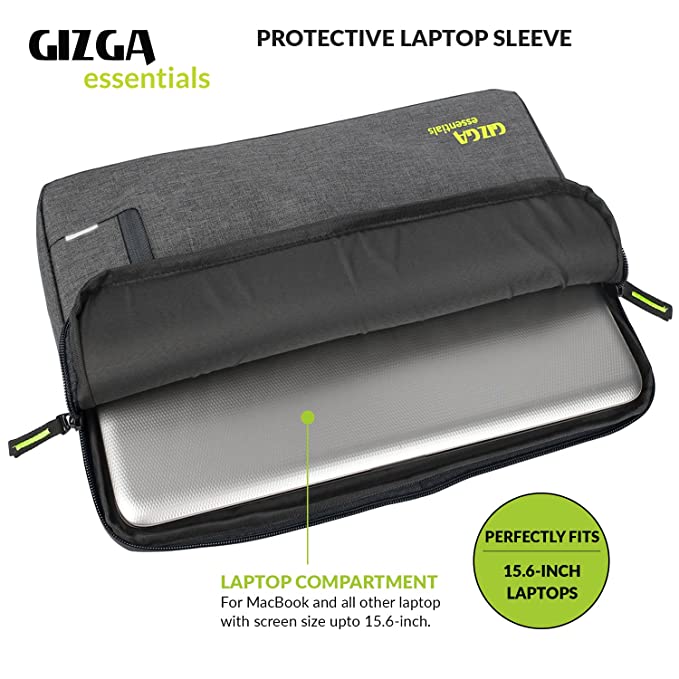 GIZGA
essentials
PROTECTIVE LAPTOP SLEEVE
GIZGA
essentials
LAPTOP COMPARTMENT
For MacBook and all other laptop
with screen size upto 15.6-inch.
PERFECTLY FITS
15.6-INCH
LAPTOPS